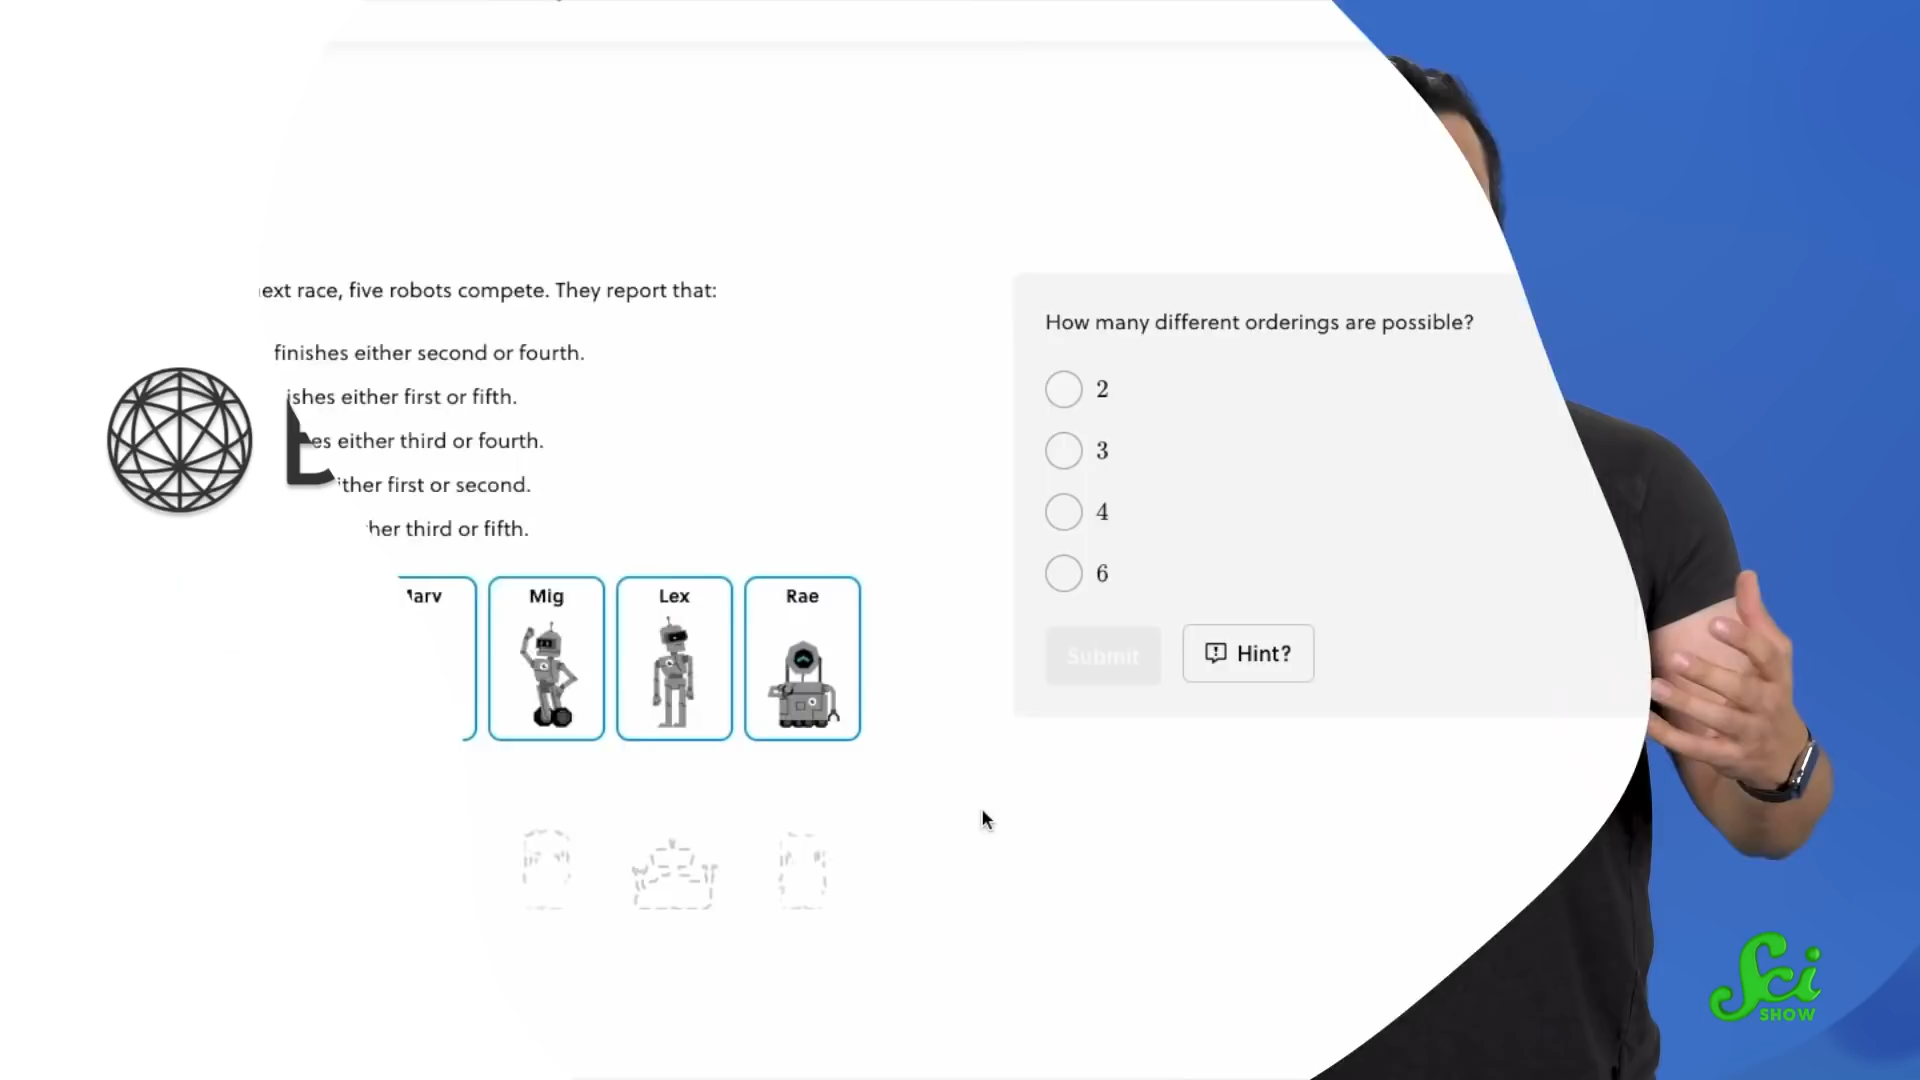 ext race, five robots compete. They report that:
finishes either second or fourth.
ishes either first or fifth.
es either third or fourth.
ither first or second.
her third or fifth.
Mig
Lex
Rae
How many different orderings are possible?
2
3
4
6
Submit
Hint?
Sci
SHOW